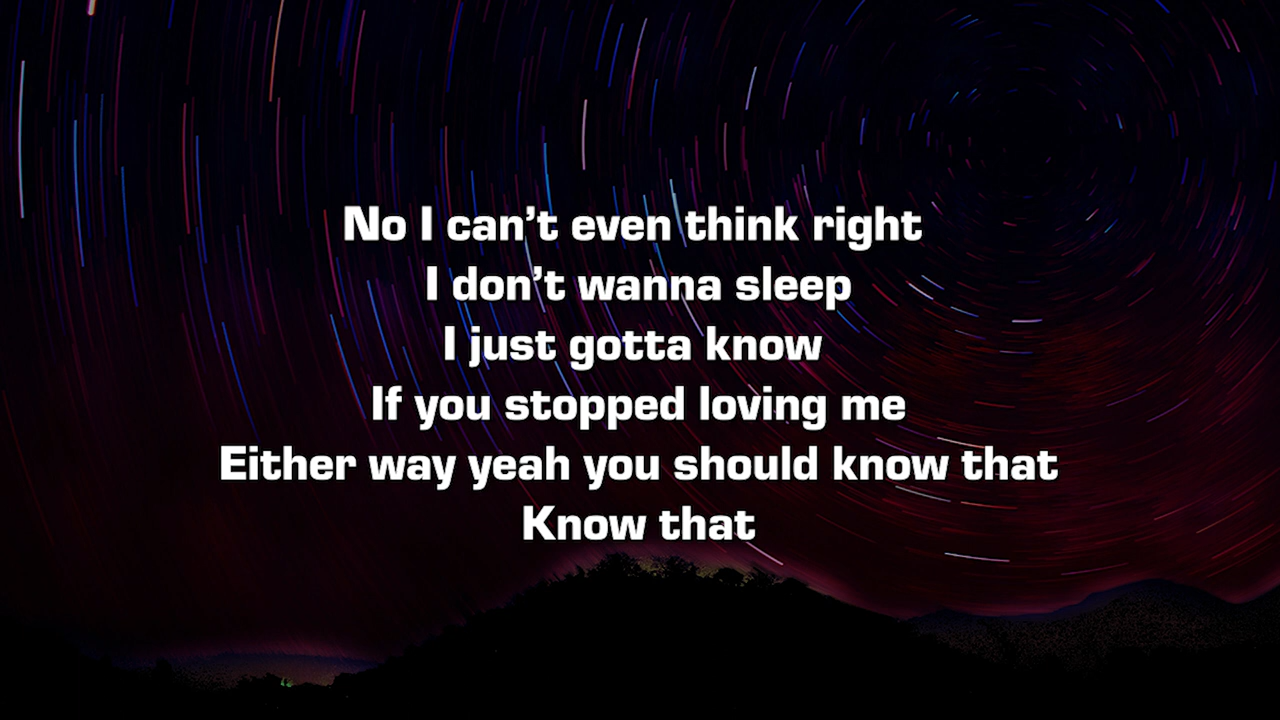 No I can’t even think right
I don’t wanna sleep
I just gotta know
If you stopped loving me
Either way yeah you should know that
Know that